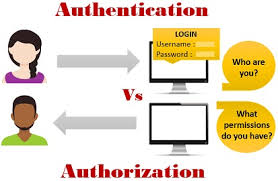 Authentication
LOGIN
Username :
Password :
Who are
you?
Vs
What
permissions
do you have?
Authorization